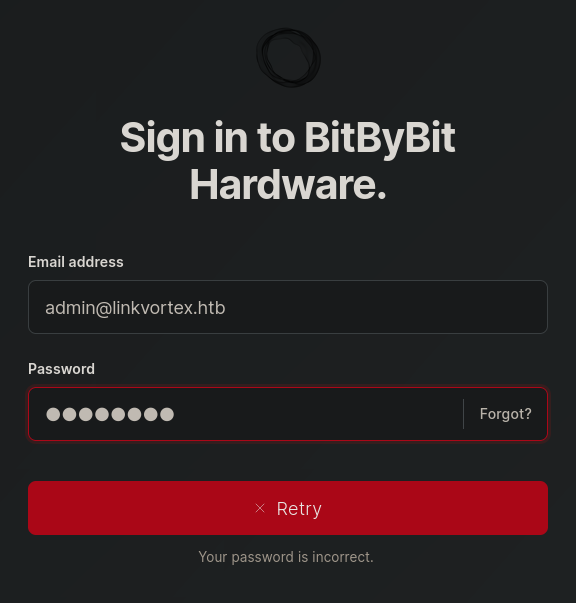 Sign in to BitByBit
Hardware.
Email address
admin@linkvortex.htb
Password
●●●●●●●●
Forgot?
× Retry
Your password is incorrect.